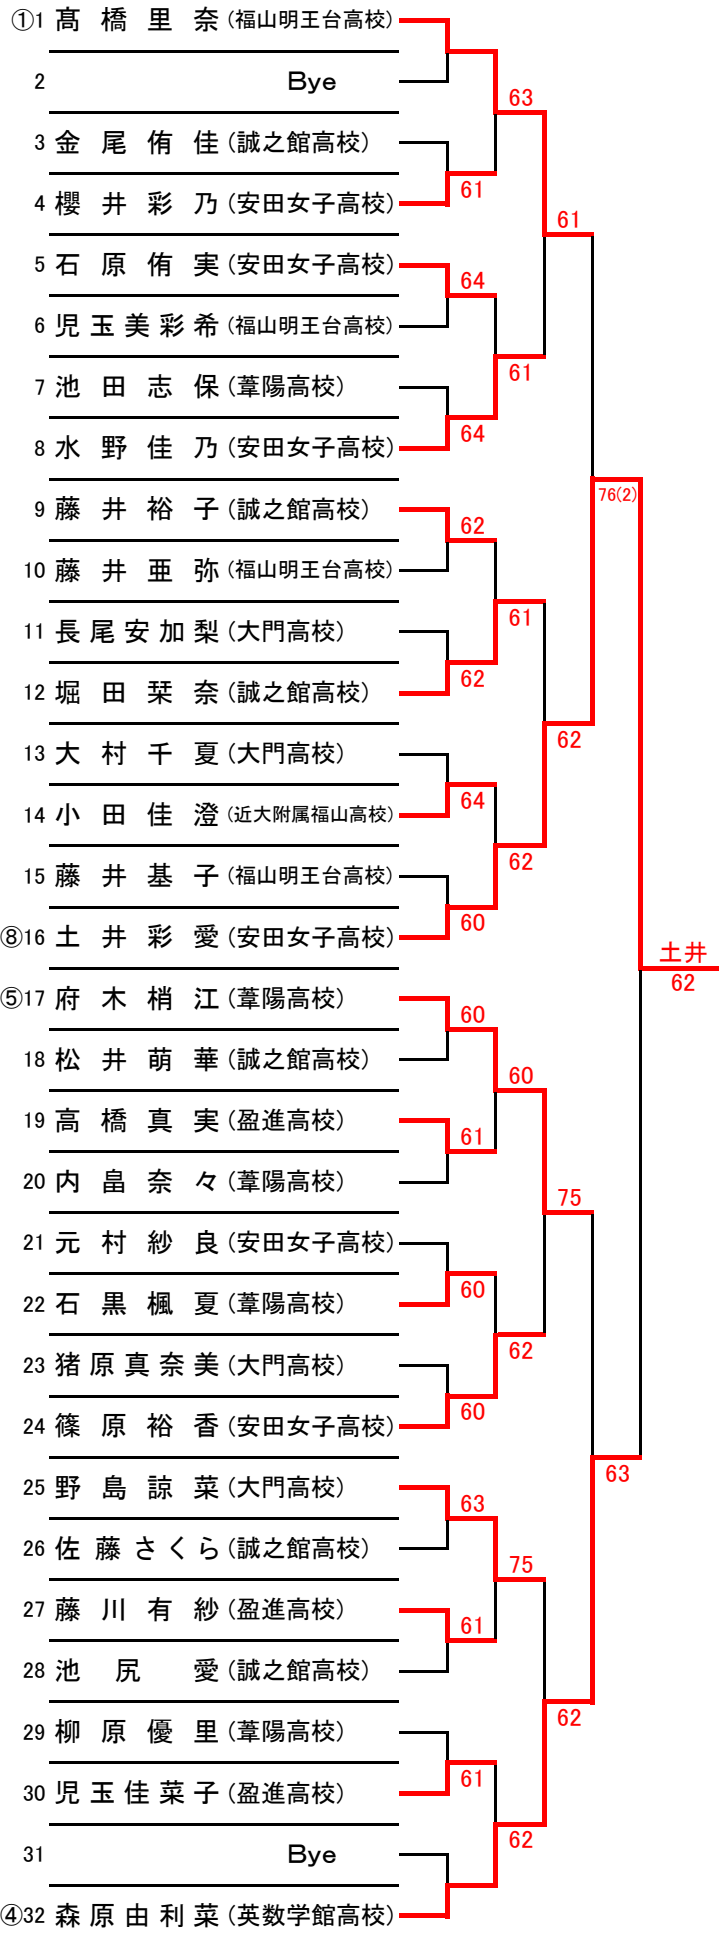 ①1 髙橋里奈 (福山明王台高校)
63
2 Bye
3 金尾侑佳 (誠之館高校)
61
4 櫻井彩乃 (安田女子高校)
61
5 石原侑実 (安田女子高校)
64
6 児玉美彩希 (福山明王台高校)
61
7 池田志保 (葦陽高校)
64
8 水野佳乃 (安田女子高校)
76(2)
9 藤井裕子 (誠之館高校)
62
10 藤井亜弥 (福山明王台高校)
61
11 長尾安加梨 (大門高校)
62
12 堀田栞奈 (誠之館高校)
62
13 大村千夏 (大門高校)
64
14 小田佳澄 (近大附属福山高校)
62
15 藤井基子 (福山明王台高校)
60
⑧16 土井彩愛 (安田女子高校)
土井
62
⑤17 府木梢江 (葦陽高校)
60
18 松井萌華 (誠之館高校)
60
19 高橋真実 (盈進高校)
61
20 内畠奈々 (葦陽高校)
75
21 元村紗良 (安田女子高校)
60
22 石黒楓夏 (葦陽高校)
62
23 猪原真奈美 (大門高校)
60
24 篠原裕香 (安田女子高校)
63
25 野島諒菜 (大門高校)
63
26 佐藤さくら (誠之館高校)
75
27 藤川有紗 (盈進高校)
61
28 池尻愛 (誠之館高校)
62
29 柳原優里 (葦陽高校)
61
30 児玉佳菜子 (盈進高校)
62
31 Bye
④32 森原由利菜 (英数学館高校)